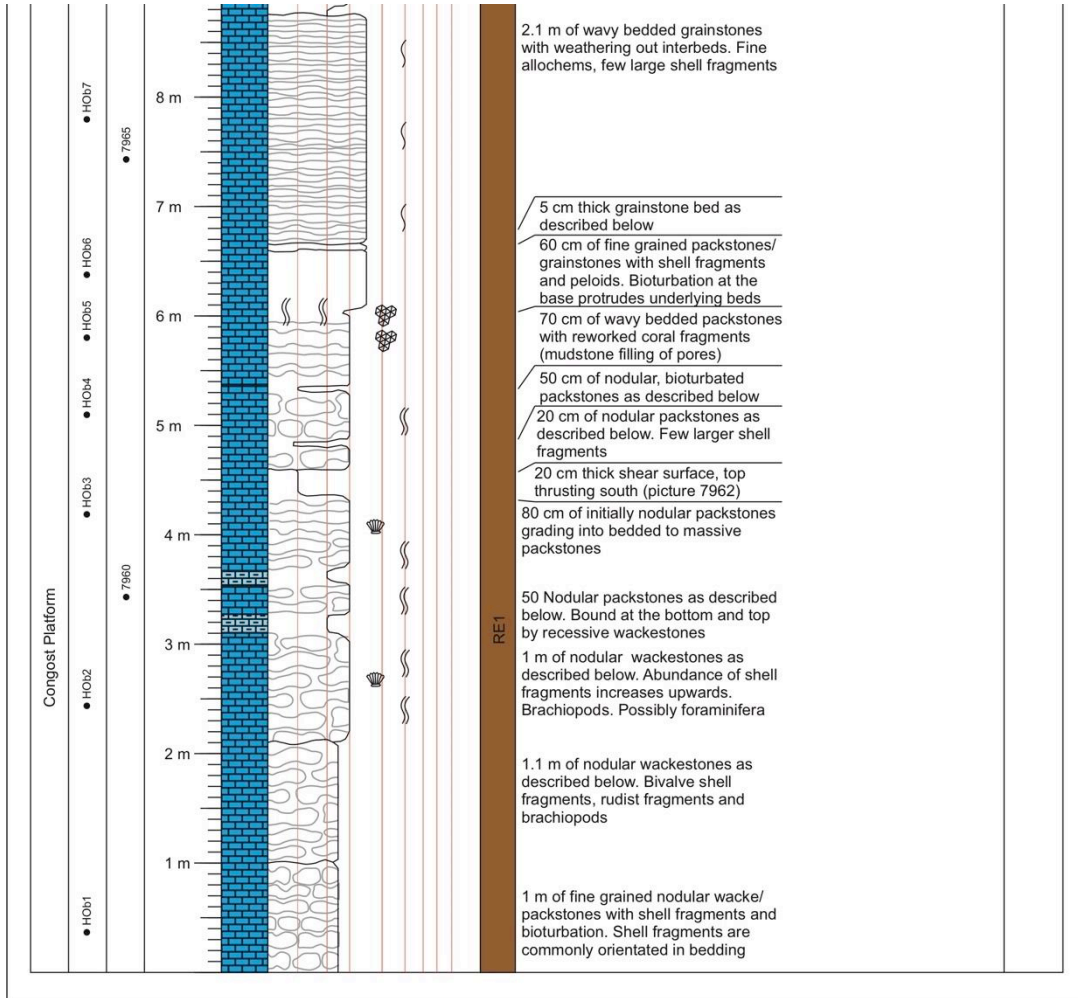 Congost Platform
HOb7
HOb6
HOb5
HOb4
HOb3
HOb2
HOb1
7965
7960
8 m
7 m
6 m
5 m
4 m
3 m
2 m
1 m
RE1
2.1 m of wavy bedded grainstones
with weathering out interbeds. Fine
allochems, few large shell fragments
5 cm thick grainstone bed as
described below
60 cm of fine grained packstones/
grainstones with shell fragments
and peloids. Bioturbation at the
base protrudes underlying beds
70 cm of wavy bedded packstones
with reworked coral fragments
(mudstone filling of pores)
50 cm of nodular, bioturbated
packstones as described below
20 cm of nodular packstones as
described below. Few larger shell
fragments
20 cm thick shear surface, top
thrusting south (picture 7962)
80 cm of initially nodular packstones
grading into bedded to massive
packstones
50 Nodular packstones as described
below. Bound at the bottom and top
by recessive wackestones
1 m of nodular wackestones as
described below. Abundance of shell
fragments increases upwards.
Brachiopods. Possibly foraminifera
1.1 m of nodular wackestones as
described below. Bivalve shell
fragments, rudist fragments and
brachiopods
1 m of fine grained nodular wacke/
packstones with shell fragments and
bioturbation. Shell fragments are
commonly orientated in bedding